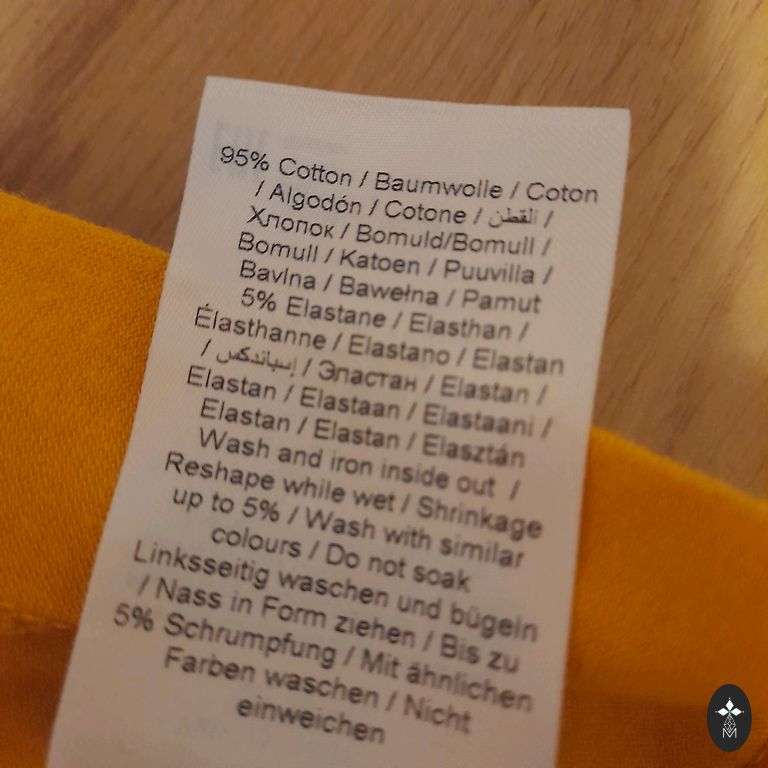 95% Cotton / Baumwolle / Coton
/ Algodón / Cotone / القطن /
Хлопок / Bomuld/Bomull /
Bomull / Katoen / Puuvilla /
Bavlna / Bawełna / Pamut
5% Elastane / Elasthan /
Élasthanne / Elastano / Elastan
/ إسباندكس / Эластан / Elastan /
Elastan / Elastaan / Elastaani /
Elastan / Elastan / Elasztán
Wash and iron inside out /
Reshape while wet / Shrinkage
up to 5% / Wash with similar
colours / Do not soak
Linksseitig waschen und bügeln
/ Nass in Form ziehen / Bis zu
5% Schrumpfung / Mit ähnlichen
Farben waschen / Nicht
einweichen
M